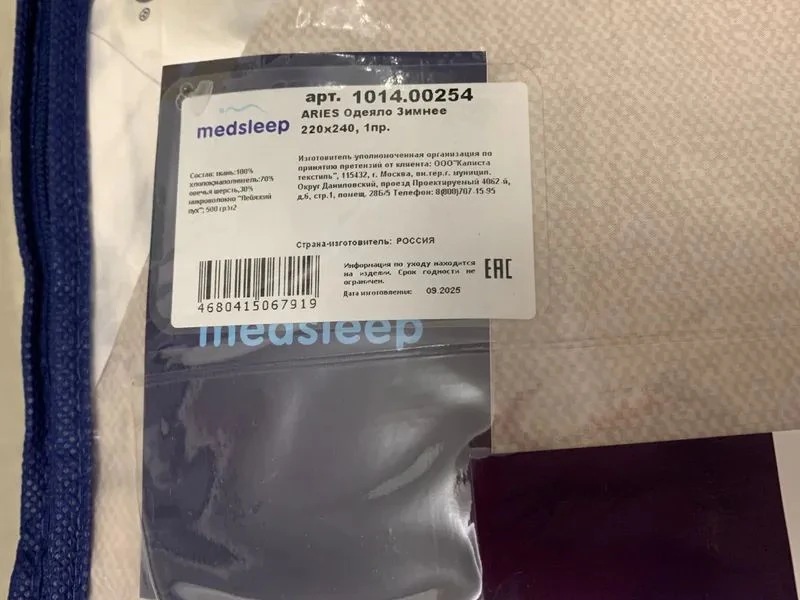 арт. 1014.00254
medsleep
ARIES Одеяло Зимнее
220х240, 1пр.
Состав: ткань:100%
хлопок;наполнитель:70%
овечья шерсть,30%
микроволокно "Лебяжий
пух"; 500 гр/м2
Изготовитель-уполномоченная организация по
принятию претензий от клиента: ООО"Каписта
текстиль", 115432, г. Москва, вн.тер.г. муницип.
Округ Даниловский, проезд Проектируемый 4062-й,
д.6, стр.1, помещ. 28Б/5 Телефон: 8(800)707-15-95
Страна-изготовитель: РОССИЯ
Информация по уходу находится
на изделии. Срок годности не
ограничен.
EAC
Дата изготовления: 09.2025
4680415067919
medsleep